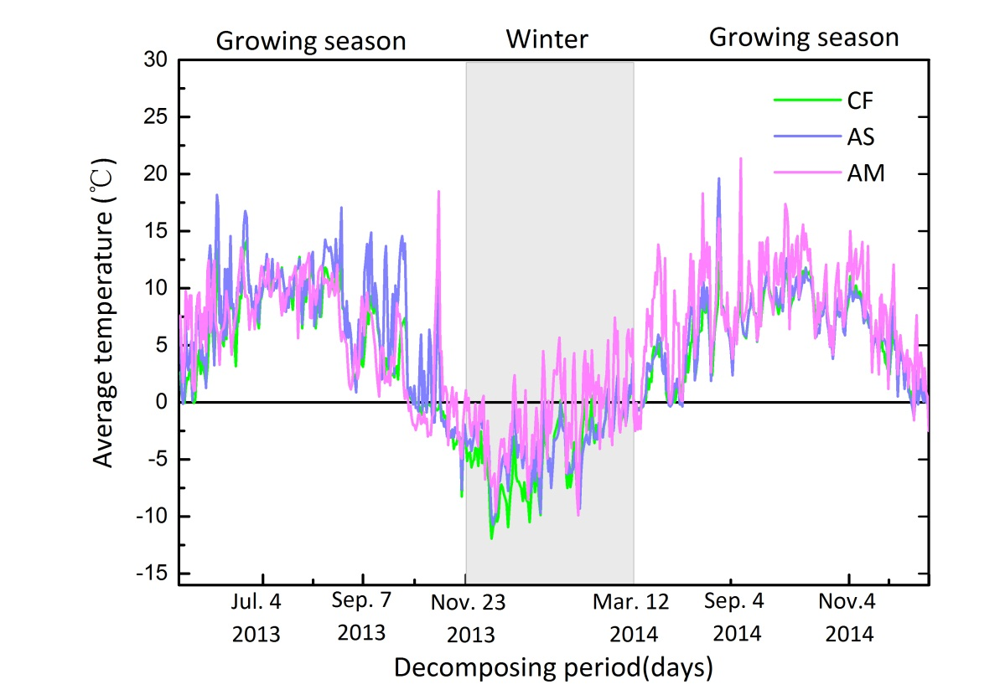 Growing season
Winter
Growing season
30
25
20
15
10
5
0
-5
-10
-15
Average temperature (℃)
CF
AS
AM
Jul. 4
2013
Sep. 7
2013
Nov. 23
2013
Mar. 12
2014
Sep. 4
2014
Nov.4
2014
Decomposing period(days)